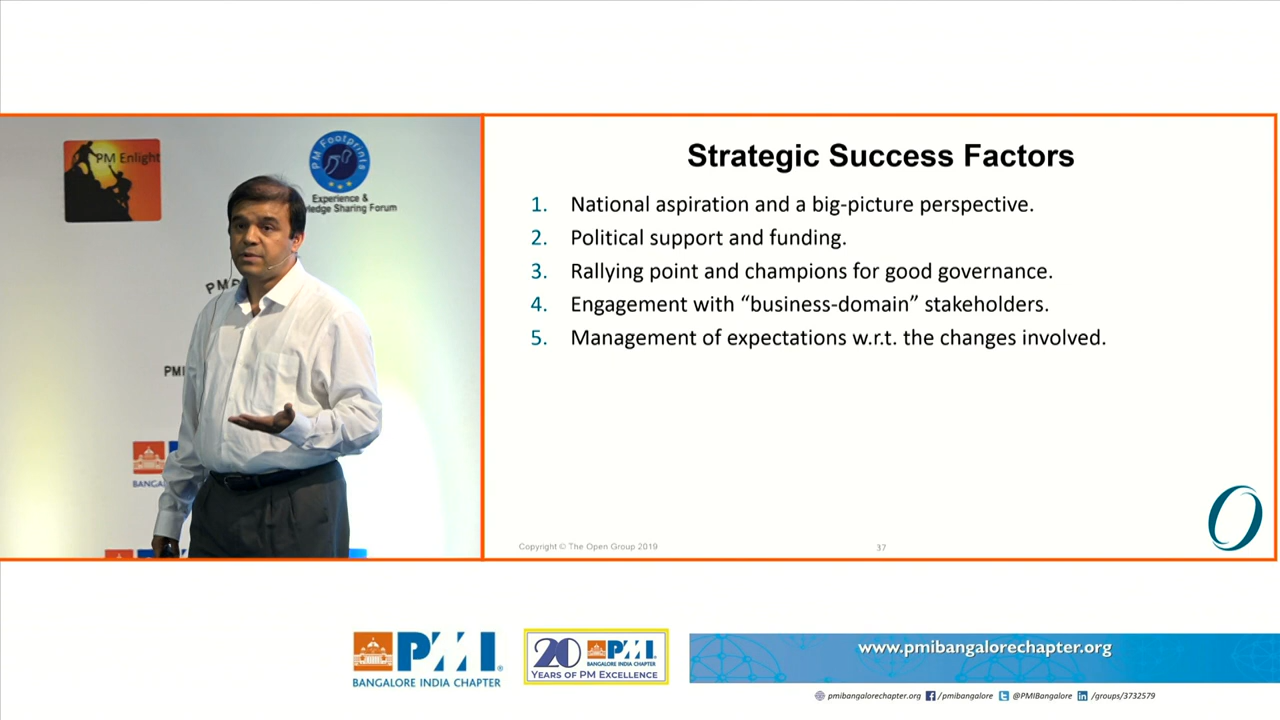 PM Enlight
PM Footprints
Experience &
ledge Sharing Forum
PMI
BANGA
Strategic Success Factors
1. National aspiration and a big-picture perspective.
2. Political support and funding.
3. Rallying point and champions for good governance.
4. Engagement with “business-domain” stakeholders.
5. Management of expectations w.r.t. the changes involved.
Copyright © The Open Group 2019
37
PMI
BANGALORE INDIA CHAPTER
20
PMI
BANGALORE INDIA CHAPTER
YEARS OF PM EXCELLENCE
www.pmibangalorechapter.org
pmibangalorechapter.org /pmibangalore @PMIBangalore /groups/3732579